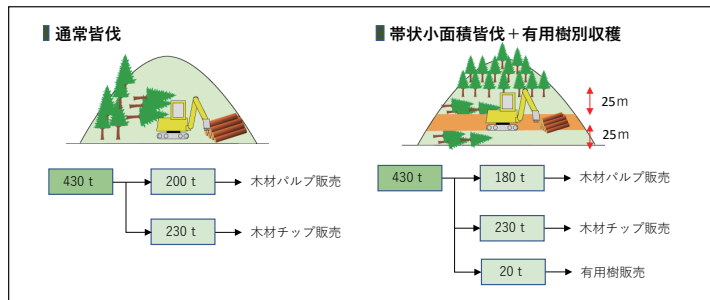 通常皆伐
430 t
200 t
木材パルプ販売
230 t
木材チップ販売
帯状小面積皆伐＋有用樹別収穫
25m
25m
430 t
180 t
木材パルプ販売
230 t
木材チップ販売
20 t
有用樹販売